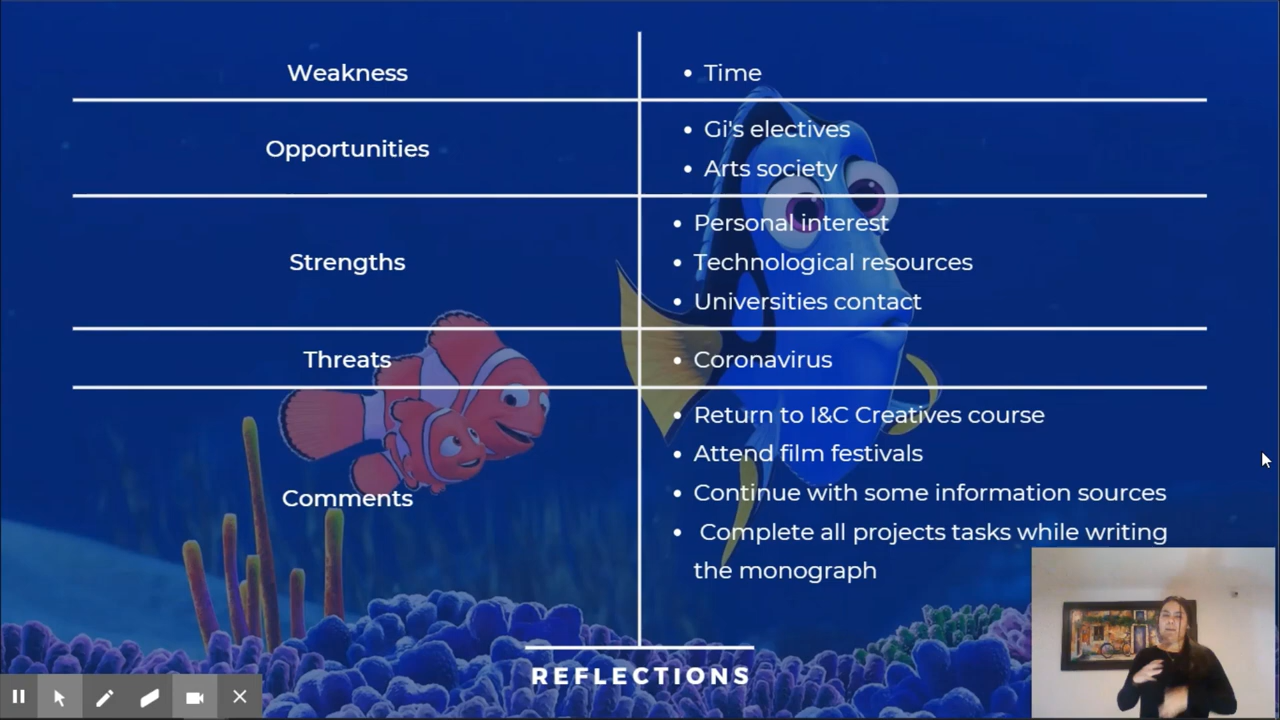 Weakness
• Time
Opportunities
• Gi's electives
• Arts society
Strengths
• Personal interest
• Technological resources
• Universities contact
Threats
• Coronavirus
Comments
• Return to I&C Creatives course
• Attend film festivals
• Continue with some information sources
• Complete all projects tasks while writing
the monograph
REFLECTIONS